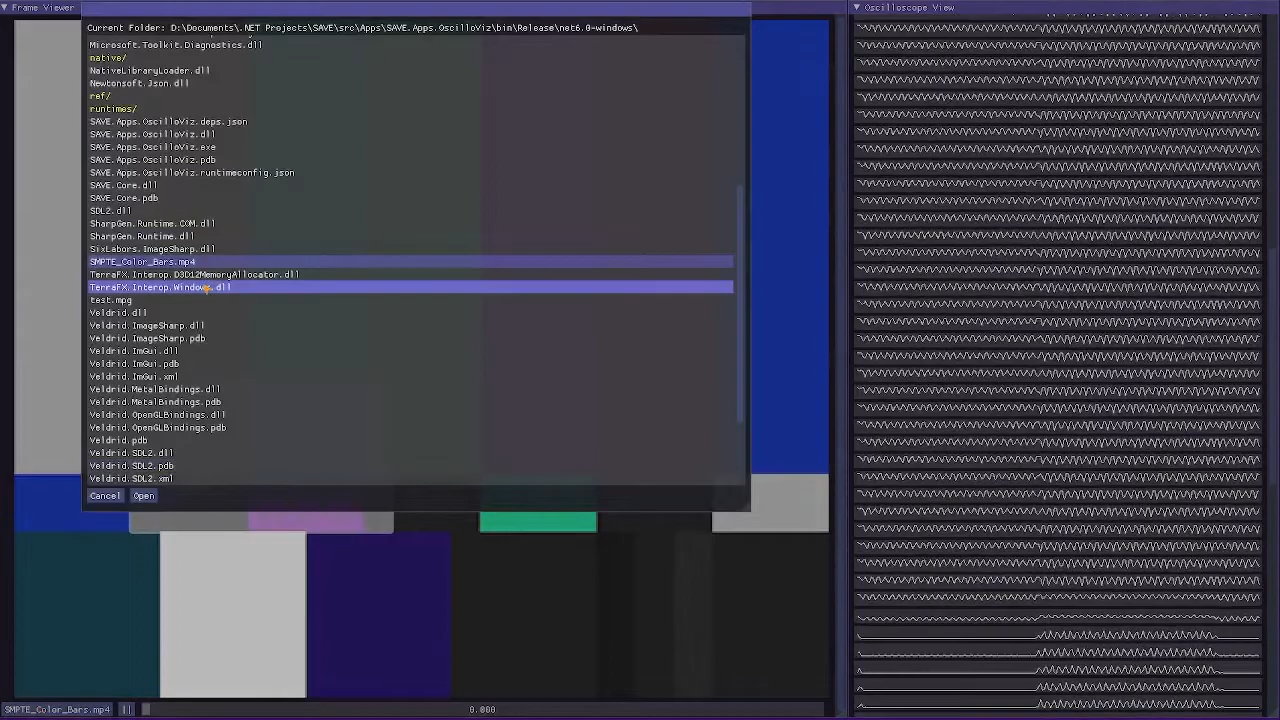 Frame Viewer
Oscilloscope View
Current Folder: D:\Documents\.NET Projects\SAVE\src\Apps\SAVE.Apps.OscilloViz\bin\Release\net6.0-windows\
Microsoft.Toolkit.Diagnostics.dll
native/
NativeLibraryLoader.dll
Newtonsoft.Json.dll
ref/
runtimes/
SAVE.Apps.OscilloViz.deps.json
SAVE.Apps.OscilloViz.dll
SAVE.Apps.OscilloViz.exe
SAVE.Apps.OscilloViz.pdb
SAVE.Apps.OscilloViz.runtimeconfig.json
SAVE.Core.dll
SAVE.Core.pdb
SDL2.dll
SharpGen.Runtime.COM.dll
SharpGen.Runtime.dll
SixLabors.ImageSharp.dll
SMPTE_Color_Bars.mp4
TerraFX.Interop.D3D12MemoryAllocator.dll
TerraFX.Interop.Windows.dll
test.mpg
Veldrid.dll
Veldrid.ImageSharp.dll
Veldrid.ImageSharp.pdb
Veldrid.ImGui.dll
Veldrid.ImGui.pdb
Veldrid.ImGui.xml
Veldrid.MetalBindings.dll
Veldrid.MetalBindings.pdb
Veldrid.OpenGLBindings.dll
Veldrid.OpenGLBindings.pdb
Veldrid.pdb
Veldrid.SDL2.dll
Veldrid.SDL2.pdb
Veldrid.SDL2.xml
Cancel Open
SMPTE_Color_Bars.mp4 || 0.800